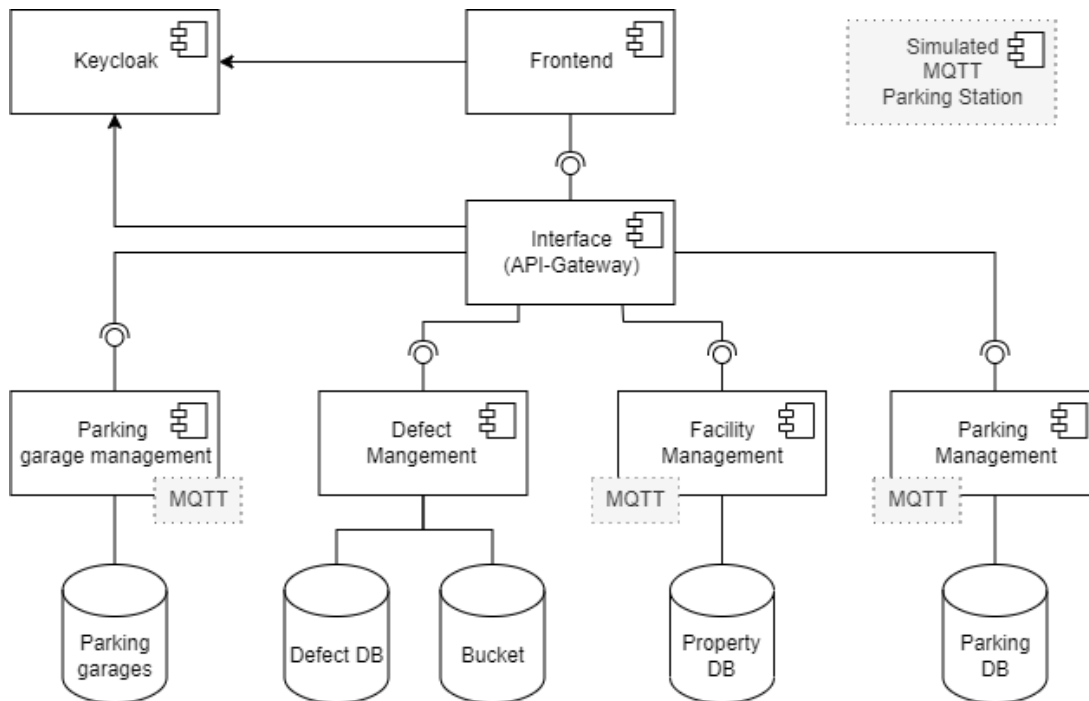 Keycloak
Frontend
Simulated
MQTT
Parking Station
Interface
(API-Gateway)
Parking
garage management
MQTT
Defect
Mangement
Facility
Management
MQTT
Parking
Management
MQTT
Parking
garages
Defect DB
Bucket
Property
DB
Parking
DB